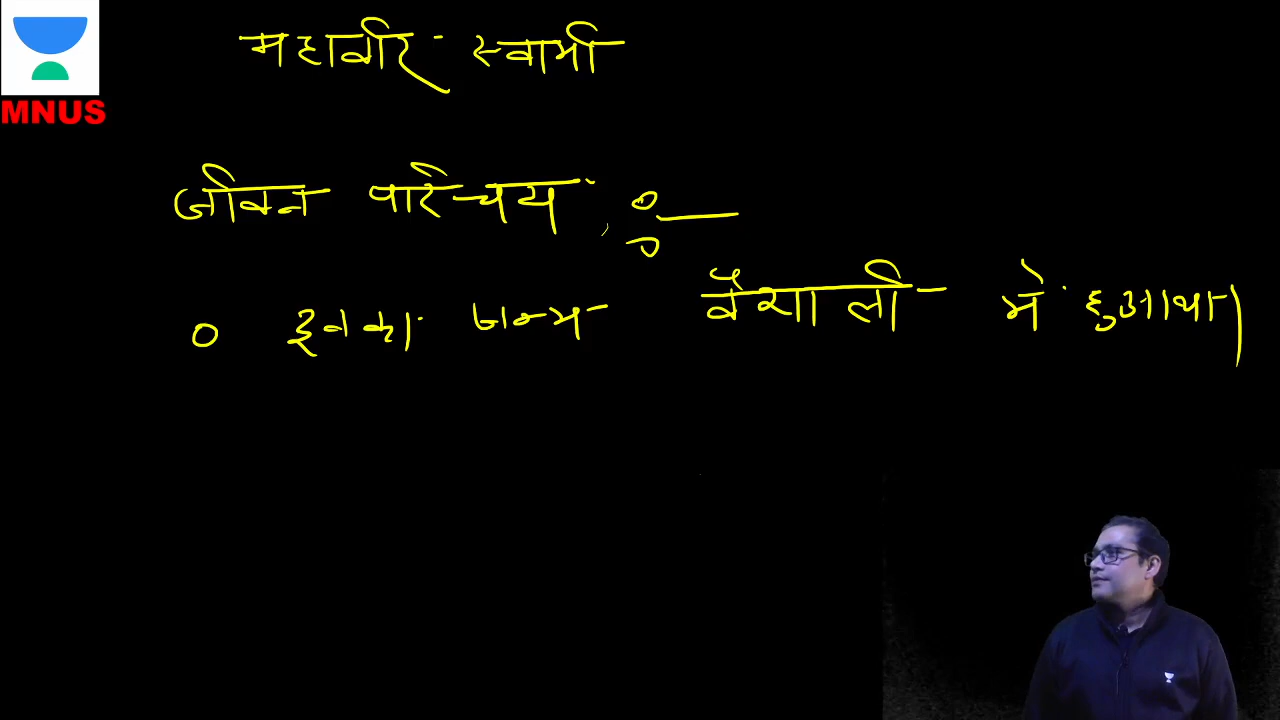 MNUS
महावीर स्वामी
जीवन परिचय :-
० इनका जन्म वैशाली में हुआ था।